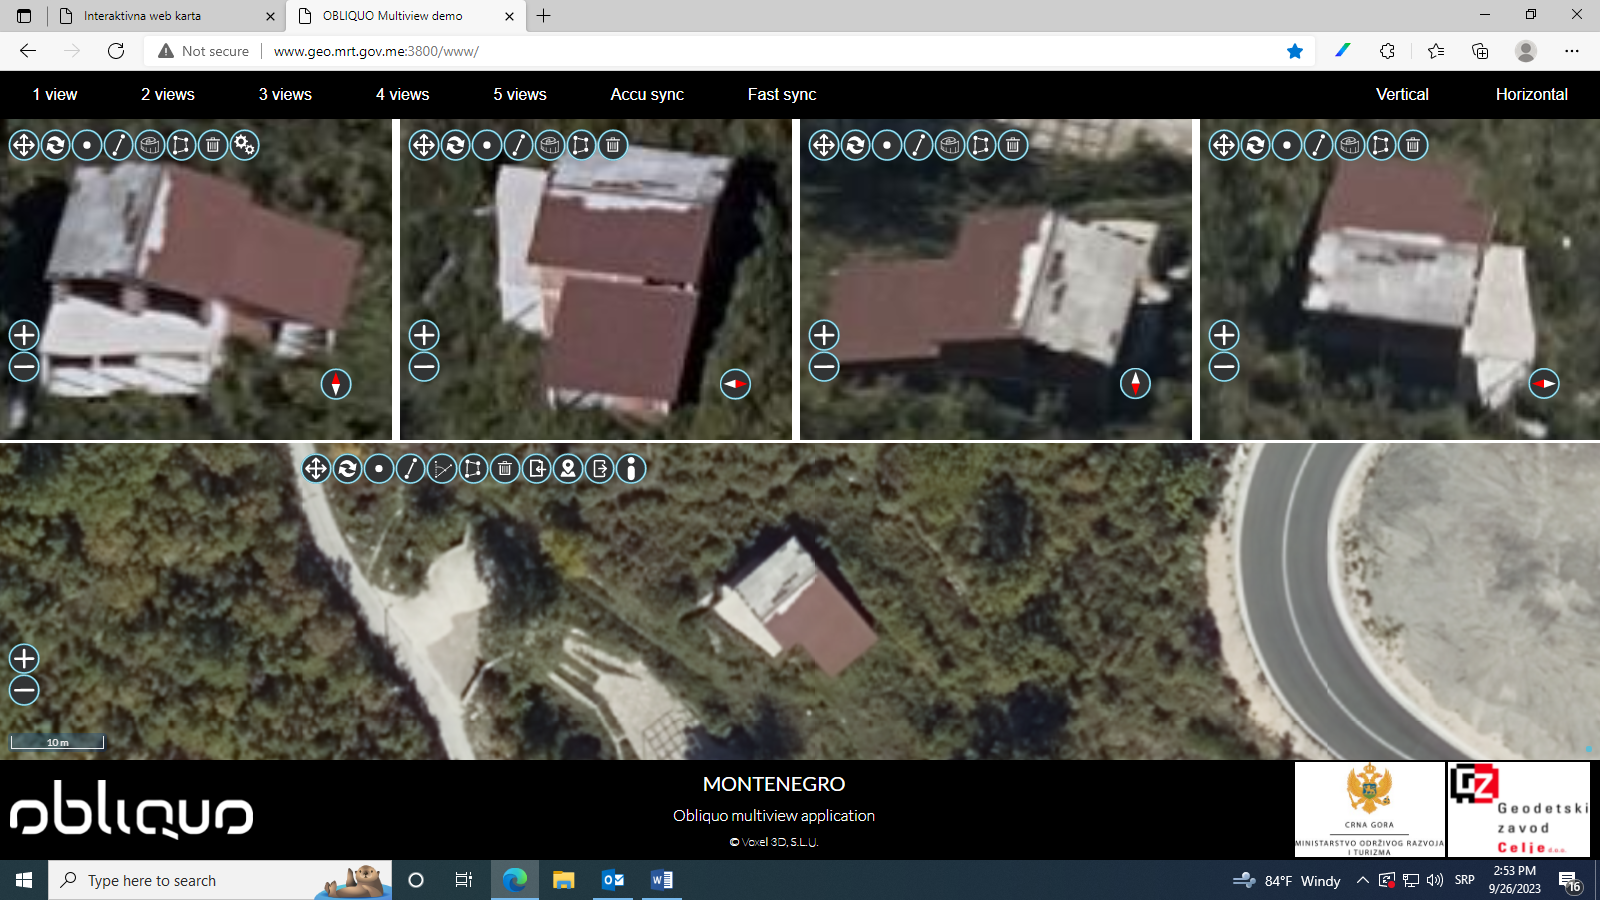 Interaktivna web karta
OBLIQUO Multiview demo
Not secure
www.geo.mrt.gov.me:3800/www/
1 view
2 views
3 views
4 views
5 views
Accu sync
Fast sync
Vertical
Horizontal
10 m
obliquo
MONTENEGRO
Obliquo multiview application
© Voxel 3D, S.L.U.
CRNA GORA
MINISTARSTVO ODRŽIVOG RAZVOJA
I TURIZMA
GZ
Geodetski
zavod
Celje d.o.o.
Type here to search
84°F Windy
SRP
2:53 PM
9/26/2023
16